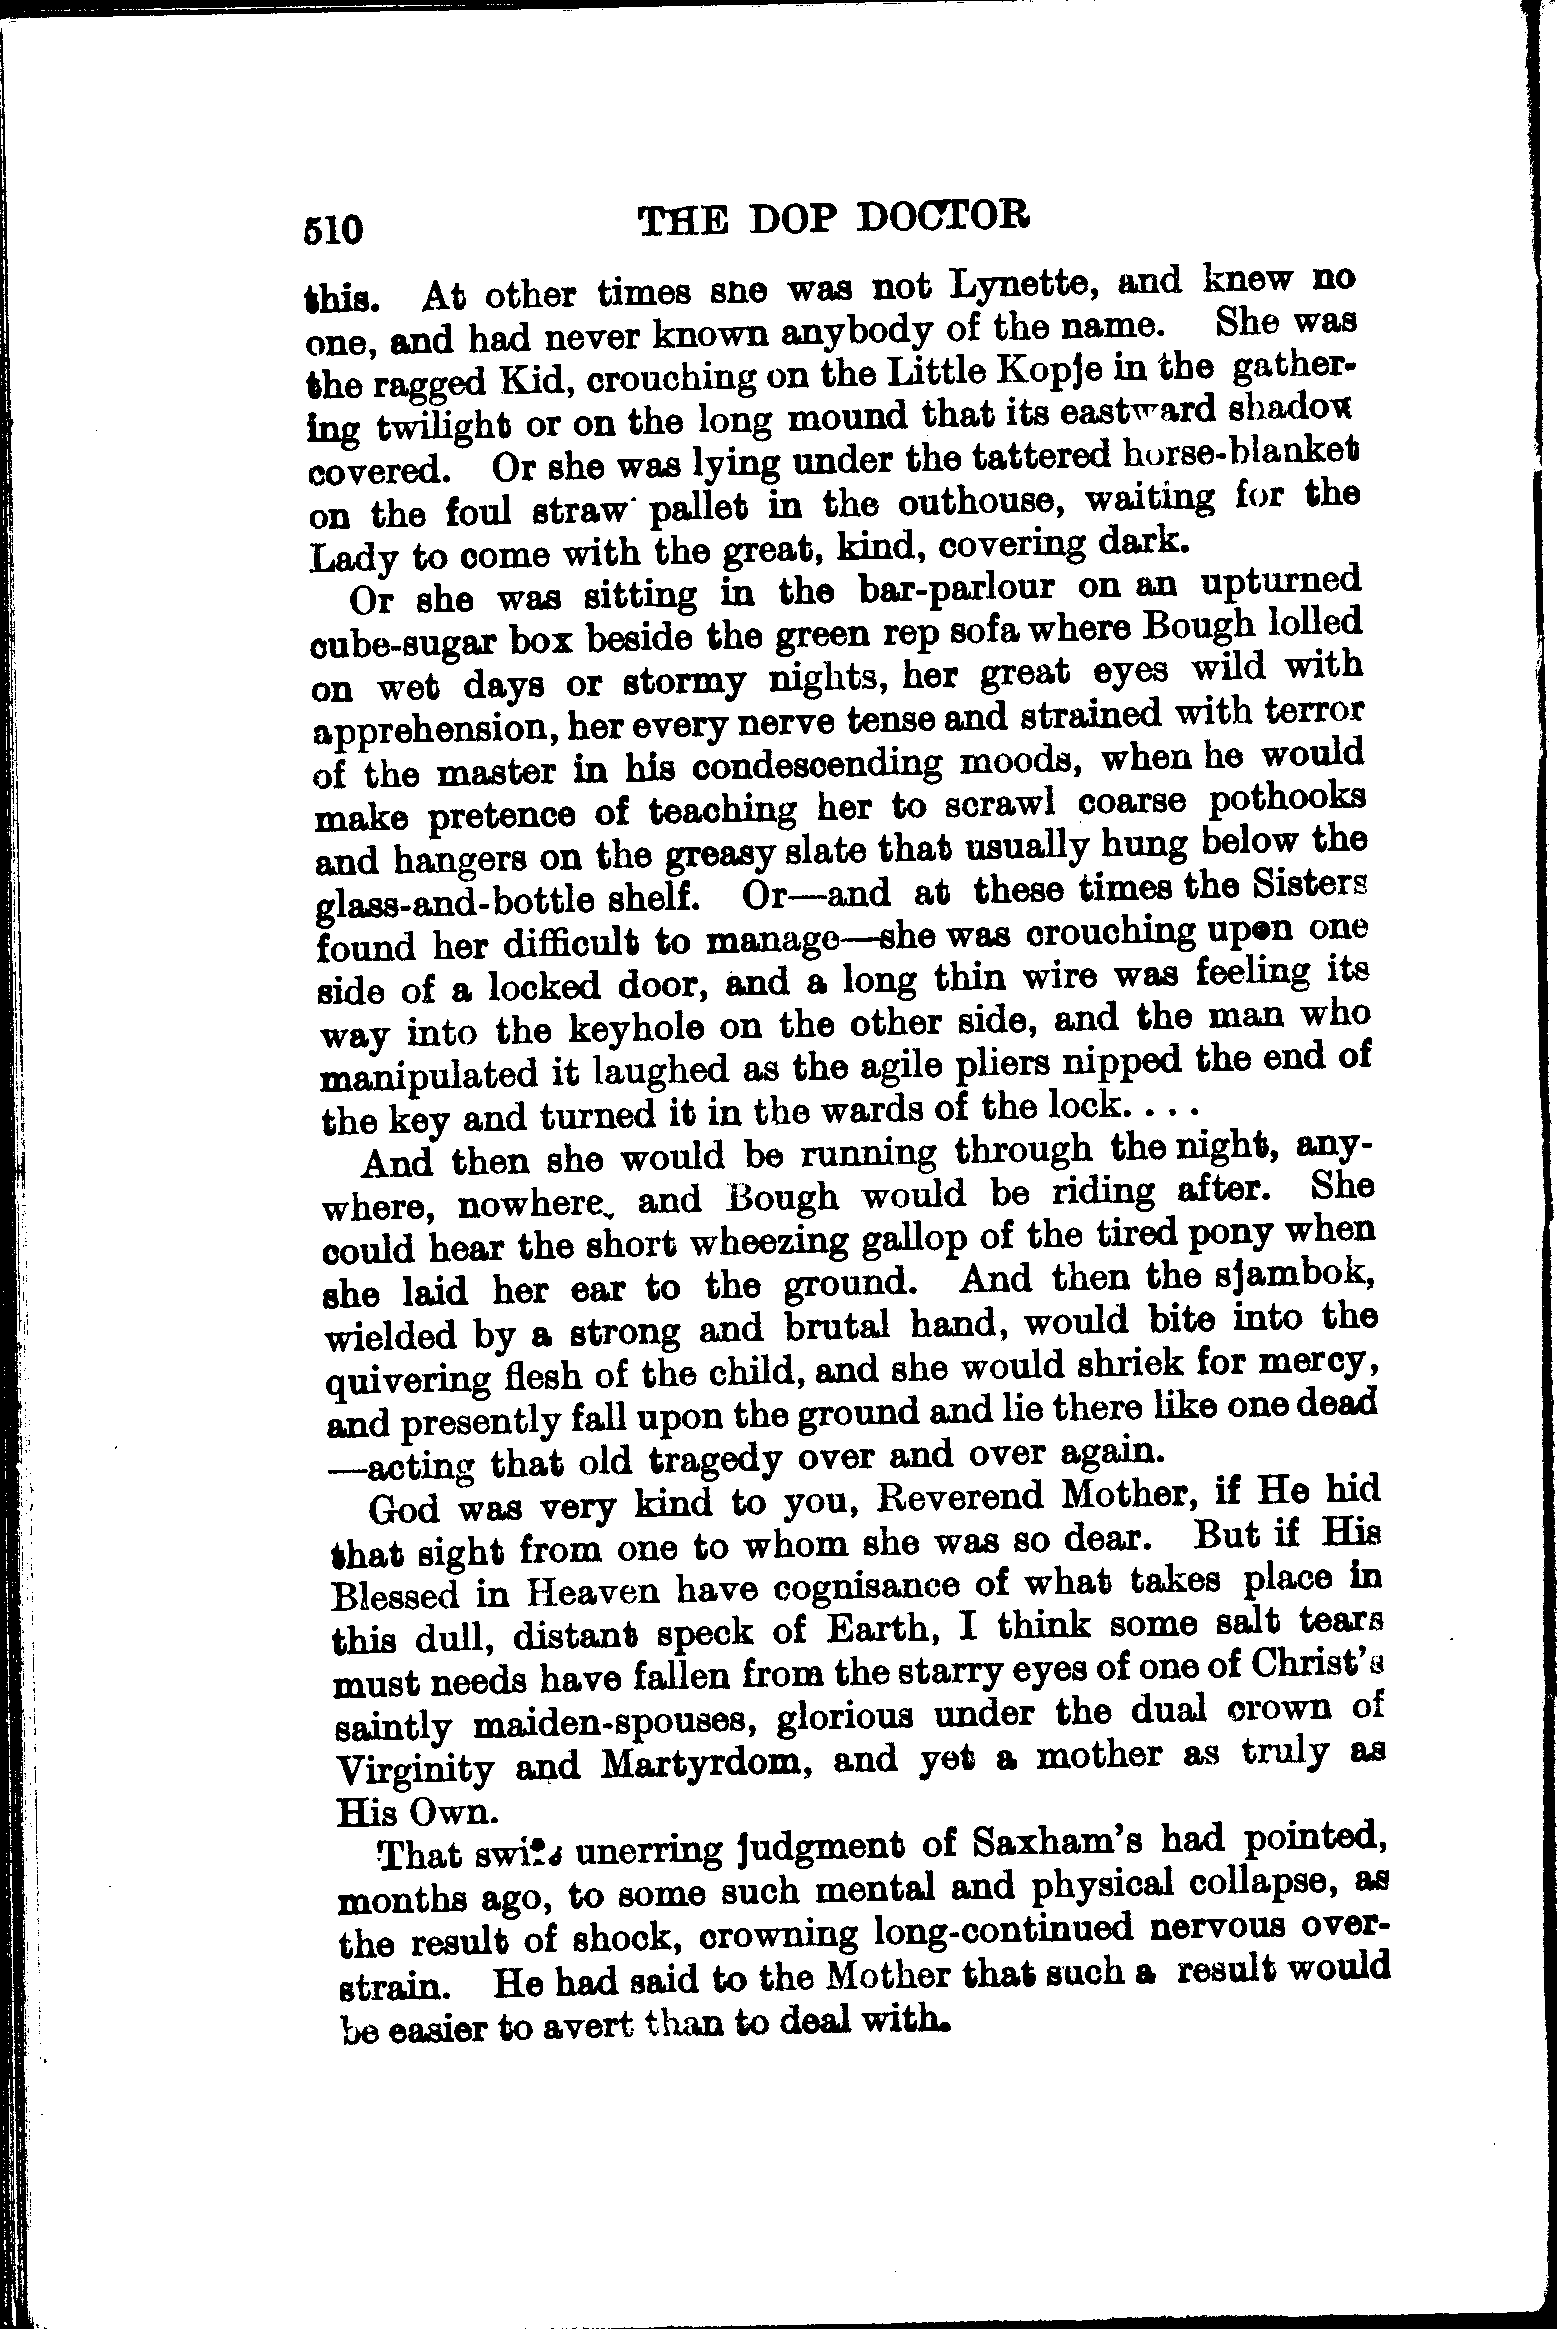 510 THE DOP DOCTOR
this. At other times she was not Lynette, and knew no
one, and had never known anybody of the name. She was
the ragged Kid, crouching on the Little Kopje in the gather-
ing twilight or on the long mound that its eastward shadow
covered. Or she was lying under the tattered horse-blanket
on the foul straw pallet in the outhouse, waiting for the
Lady to come with the great, kind, covering dark.
Or she was sitting in the bar-parlour on an upturned
cube-sugar box beside the green rep sofa where Bough lolled
on wet days or stormy nights, her great eyes wild with
apprehension, her every nerve tense and strained with terror
of the master in his condescending moods, when he would
make pretence of teaching her to scrawl coarse pothooks
and hangers on the greasy slate that usually hung below the
glass-and-bottle shelf. Or—and at these times the Sisters
found her difficult to manage—she was crouching upon one
side of a locked door, and a long thin wire was feeling its
way into the keyhole on the other side, and the man who
manipulated it laughed as the agile pliers nipped the end of
the key and turned it in the wards of the lock....
And then she would be running through the night, any-
where, nowhere, and Bough would be riding after. She
could hear the short wheezing gallop of the tired pony when
she laid her ear to the ground. And then the sjambok,
wielded by a strong and brutal hand, would bite into the
quivering flesh of the child, and she would shriek for mercy,
and presently fall upon the ground and lie there like one dead
—acting that old tragedy over and over again.
God was very kind to you, Reverend Mother, if He hid
that sight from one to whom she was so dear. But if His
Blessed in Heaven have cognisance of what takes place in
this dull, distant speck of Earth, I think some salt tears
must needs have fallen from the starry eyes of one of Christ's
saintly maiden-spouses, glorious under the dual crown of
Virginity and Martyrdom, and yet a mother as truly as
His Own.
That unerring judgment of Saxham's had pointed,
months ago, to some such mental and physical collapse, as
the result of shock, crowning long-continued nervous over-
strain. He had said to the Mother that such a result would
be easier to avert than to deal with.